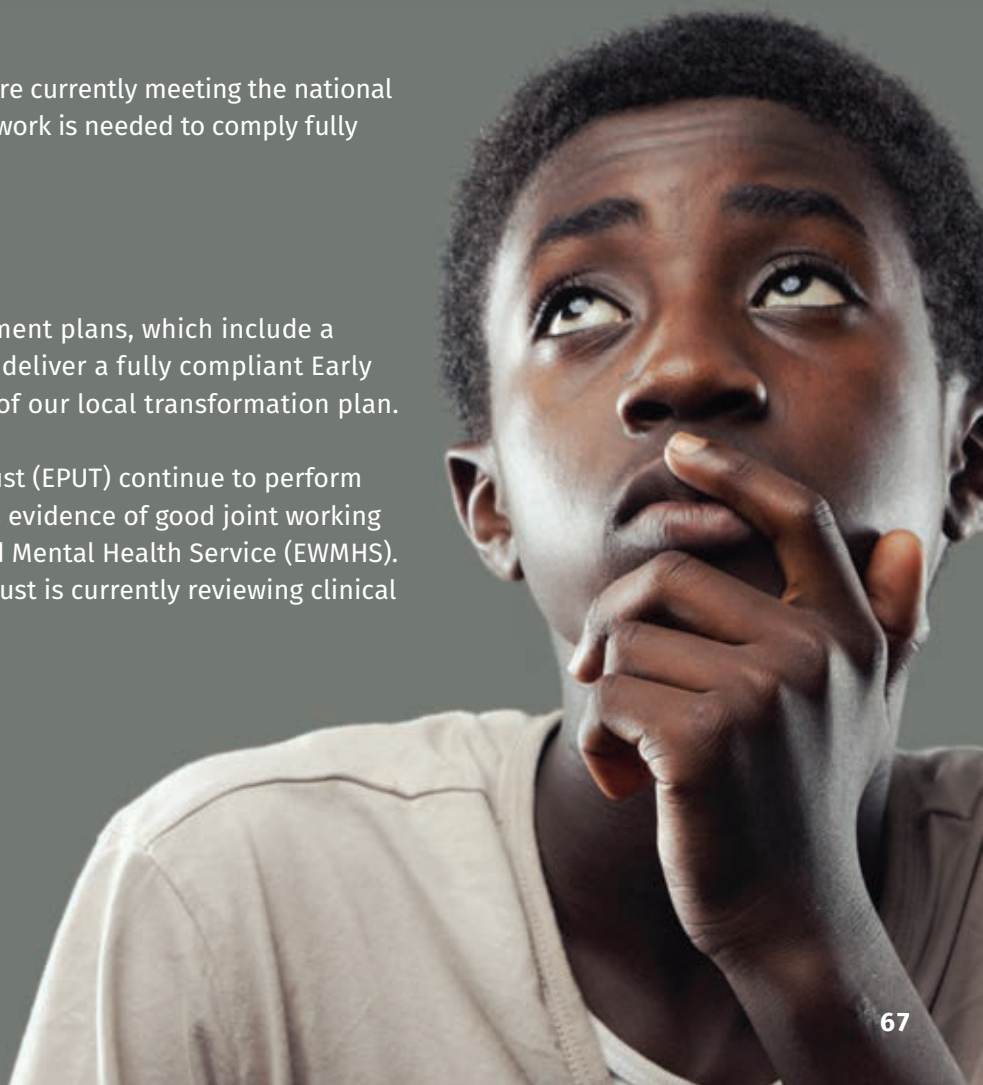 re currently meeting the national
work is needed to comply fully
ment plans, which include a
deliver a fully compliant Early
of our local transformation plan.
ust (EPUT) continue to perform
evidence of good joint working
d Mental Health Service (EWMHS).
ust is currently reviewing clinical
67